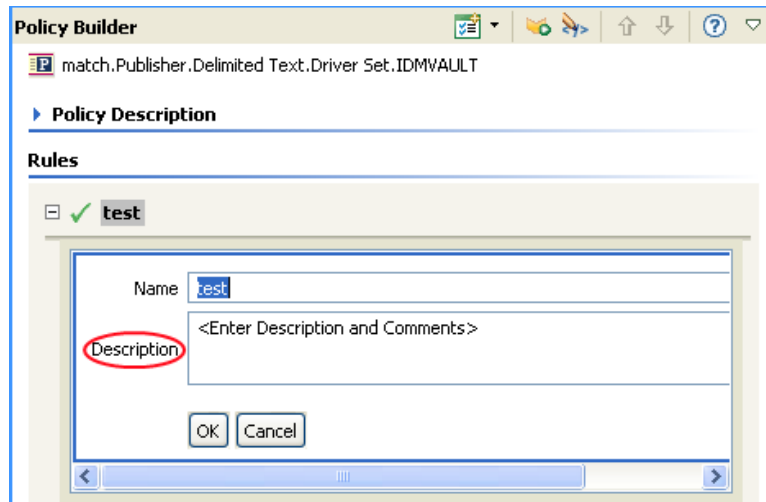 Policy Builder
match.Publisher.Delimited Text.Driver Set.IDMVAULT
Policy Description
Rules
test
Name test
Description <Enter Description and Comments>
OK Cancel